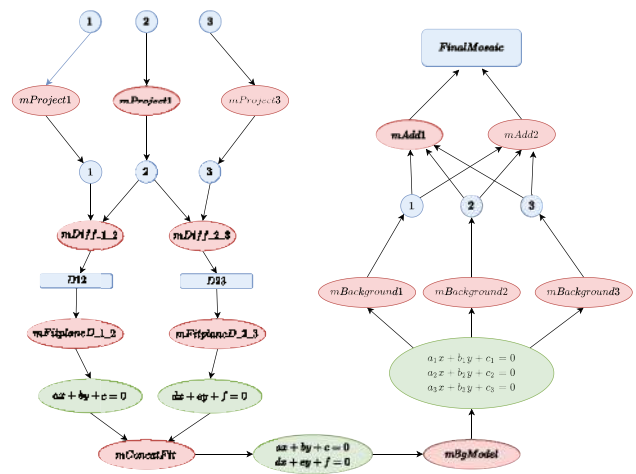 1
2
3
mProject1
mProject1
mProject3
1
2
3
mDiff_1_2
mDiff_2_3
D12
D23
mFitplaneD_1_2
mFitplaneD_2_3
ax + by + c = 0
dx + ey + f = 0
mConcatFit
ax + by + c = 0
dx + ey + f = 0
mBgModel
a₁x + b₁y + c₁ = 0
a₂x + b₂y + c₂ = 0
a₃x + b₃y + c₃ = 0
mBackground1
mBackground2
mBackground3
1
2
3
mAdd1
mAdd2
FinalMosaic